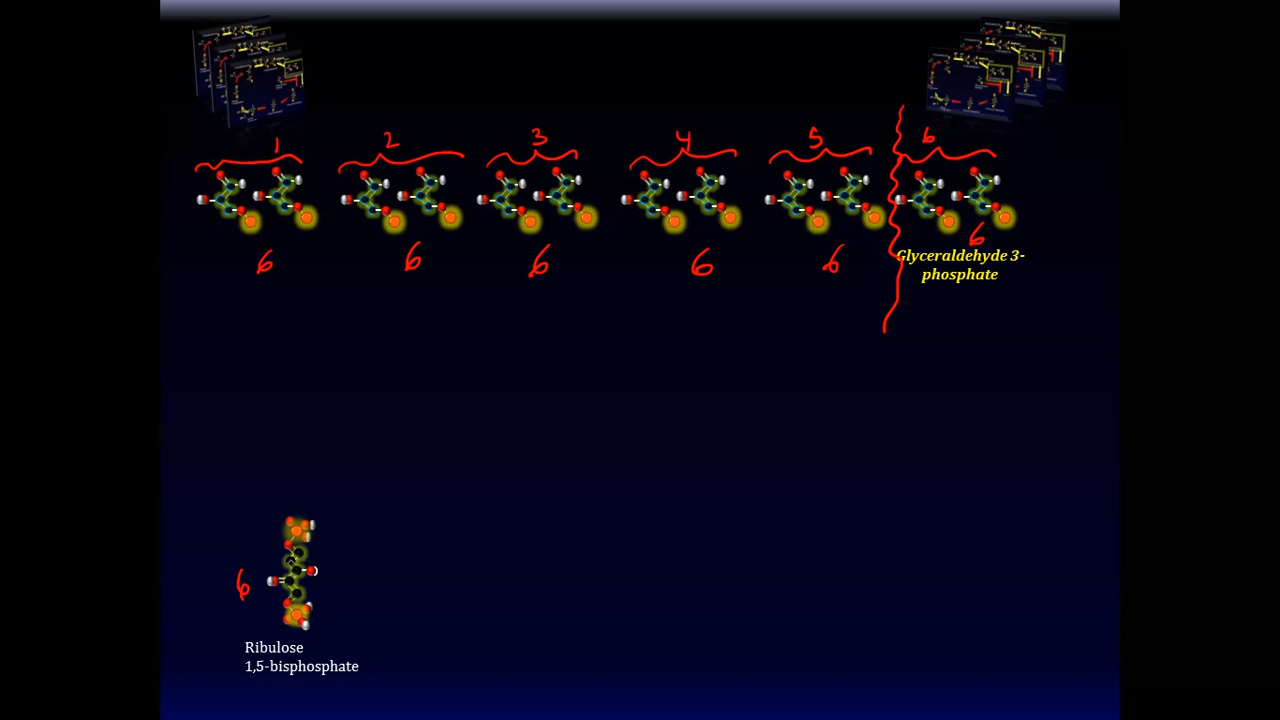 1 2 3 4 5 6
6 6 6 6 6 6
Glyceraldehyde 3-
phosphate
6
Ribulose
1,5-bisphosphate